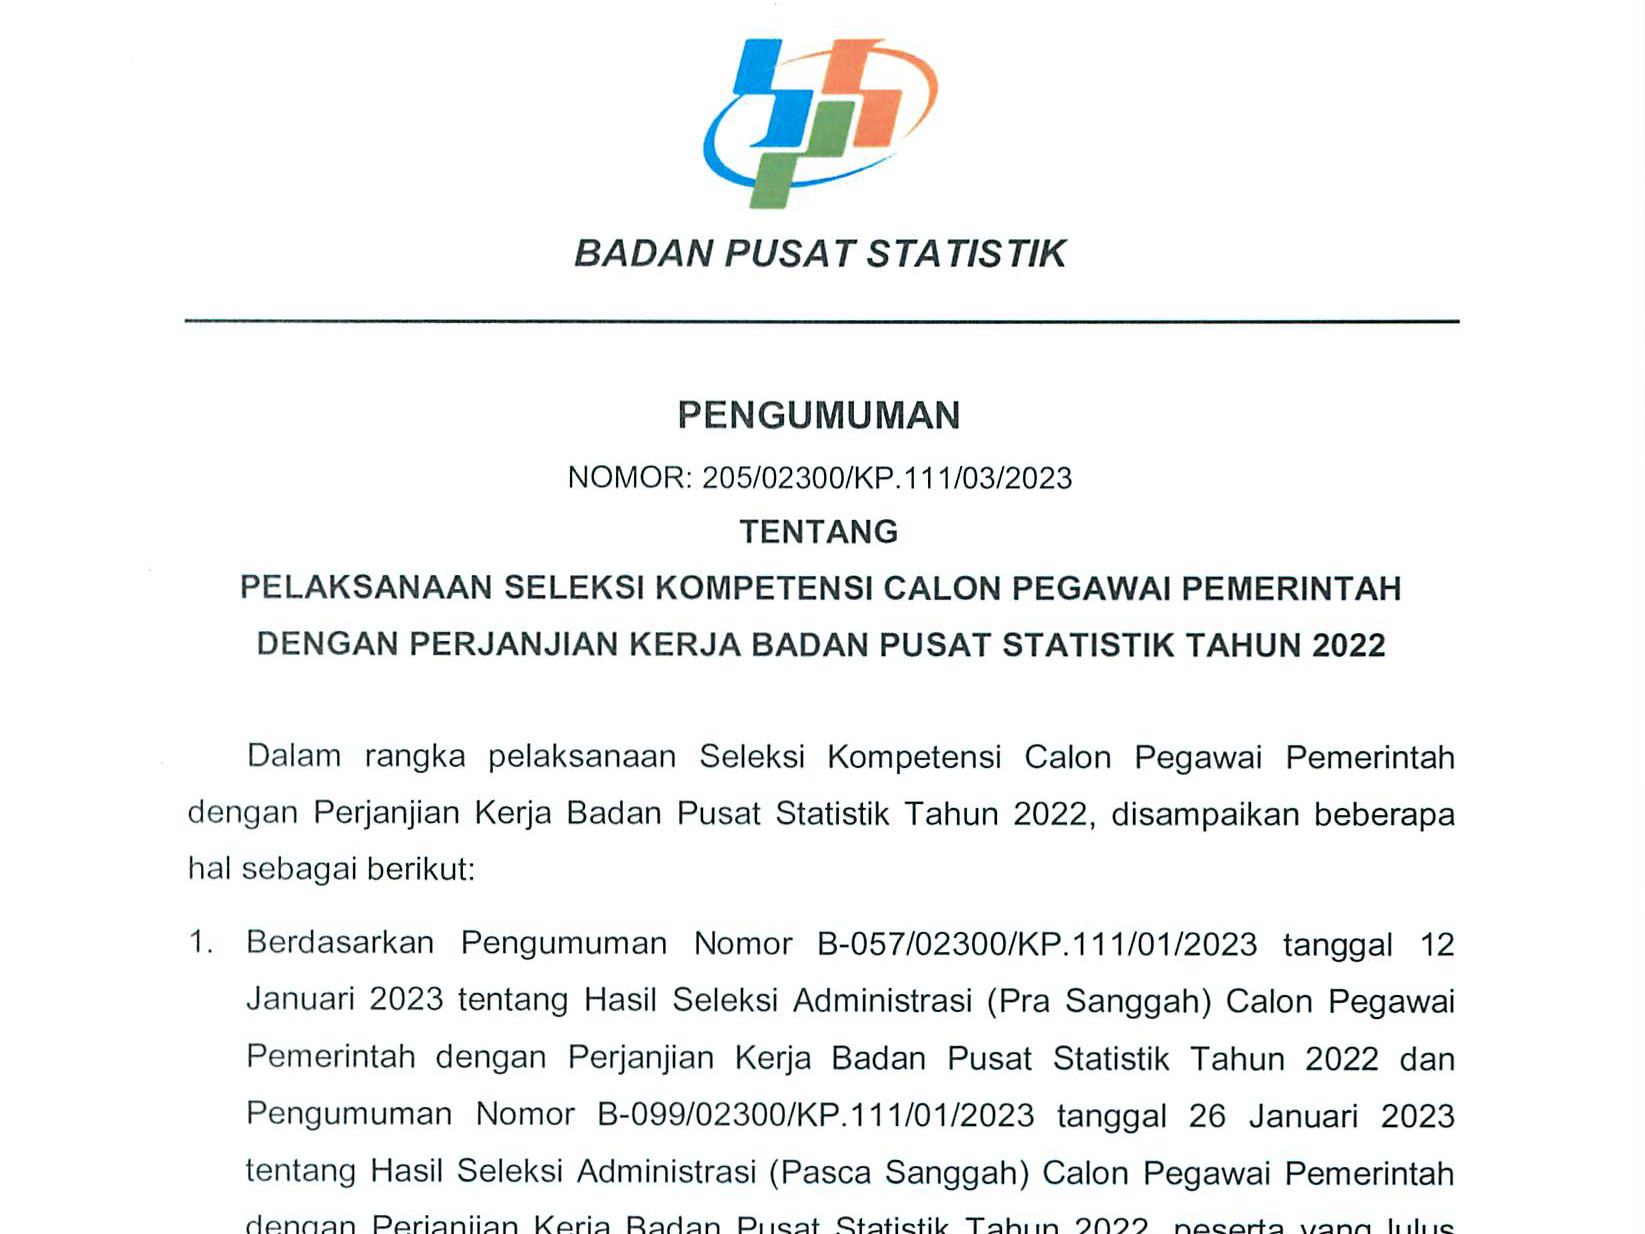 BADAN PUSAT STATISTIK
PENGUMUMAN
NOMOR: 205/02300/KP.111/03/2023
TENTANG
PELAKSANAAN SELEKSI KOMPETENSI CALON PEGAWAI PEMERINTAH
DENGAN PERJANJIAN KERJA BADAN PUSAT STATISTIK TAHUN 2022
Dalam rangka pelaksanaan Seleksi Kompetensi Calon Pegawai Pemerintah
dengan Perjanjian Kerja Badan Pusat Statistik Tahun 2022, disampaikan beberapa
hal sebagai berikut:
1. Berdasarkan Pengumuman Nomor B-057/02300/KP.111/01/2023 tanggal 12
Januari 2023 tentang Hasil Seleksi Administrasi (Pra Sanggah) Calon Pegawai
Pemerintah dengan Perjanjian Kerja Badan Pusat Statistik Tahun 2022 dan
Pengumuman Nomor B-099/02300/KP.111/01/2023 tanggal 26 Januari 2023
tentang Hasil Seleksi Administrasi (Pasca Sanggah) Calon Pegawai Pemerintah
dengan Perjanjian Kerja Badan Pusat Statistik Tahun 2022, peserta yang lulus